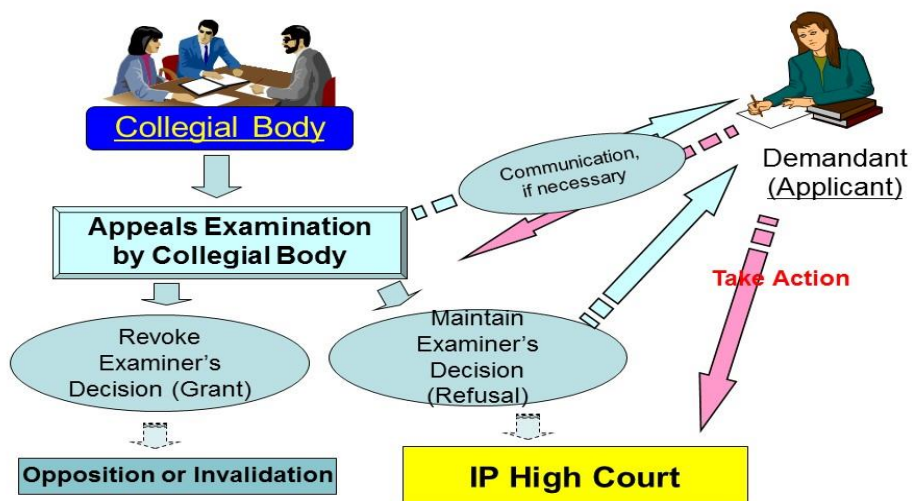 Collegial Body
Communication,
if necessary
Demandant
(Applicant)
Appeals Examination
by Collegial Body
Take Action
Revoke
Examiner's
Decision (Grant)
Maintain
Examiner's
Decision
(Refusal)
Opposition or Invalidation
IP High Court